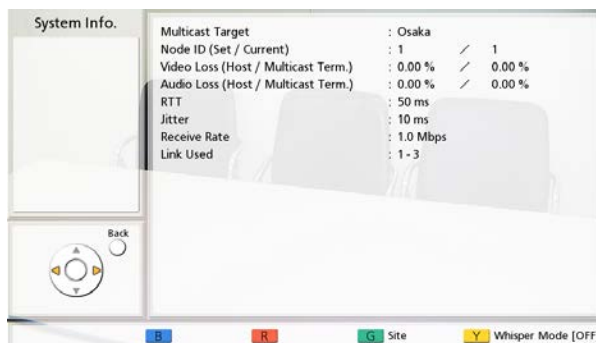 System Info.
Multicast Target : Osaka
Node ID (Set / Current) : 1 / 1
Video Loss (Host / Multicast Term.) : 0.00 % / 0.00 %
Audio Loss (Host / Multicast Term.) : 0.00 % / 0.00 %
RTT : 50 ms
Jitter : 10 ms
Receive Rate : 1.0 Mbps
Link Used : 1 - 3
Back
B R G Site Y Whisper Mode [OFF